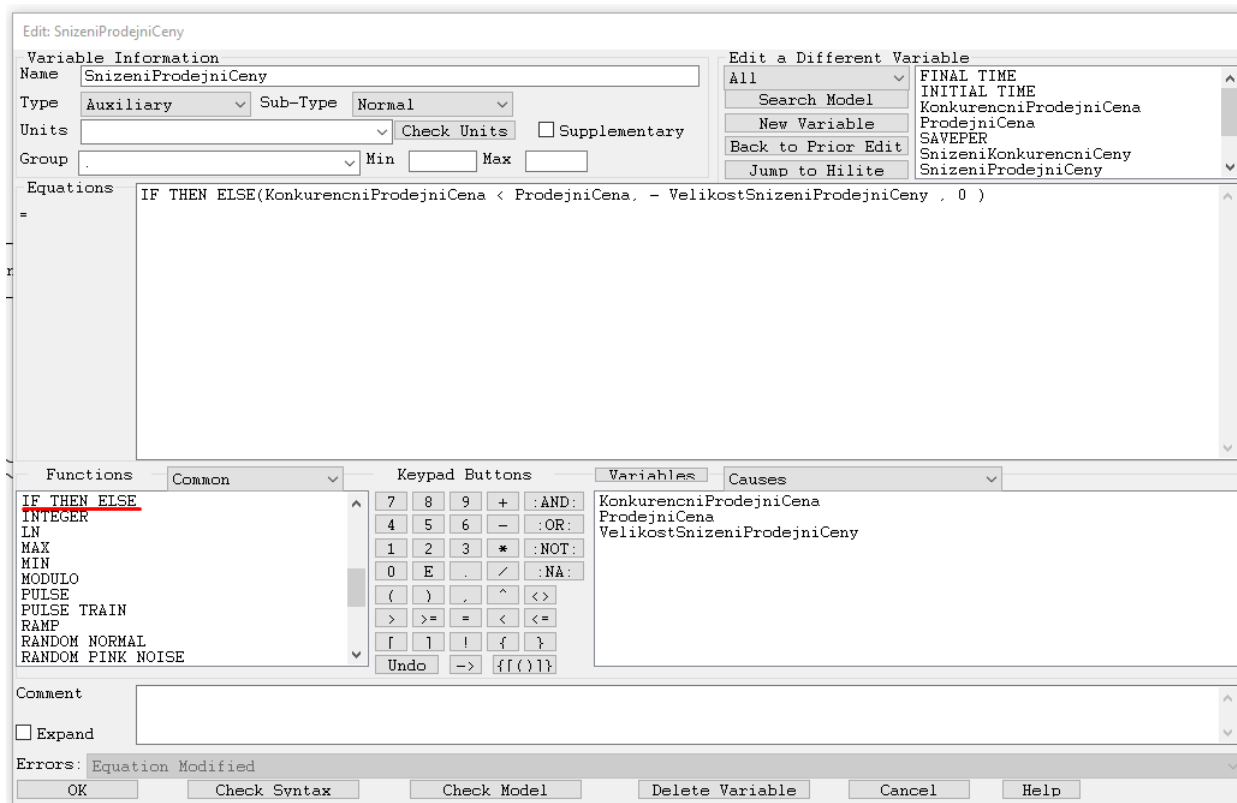 Edit: SnizeniProdejniCeny
Variable Information
Name SnizeniProdejniCeny
Type Auxiliary Sub-Type Normal
Units Check Units Supplementary
Group . Min Max
Edit a Different Variable
All
Search Model
New Variable
Back to Prior Edit
Jump to Hilite
FINAL TIME
INITIAL TIME
KonkurencniProdejniCena
ProdejniCena
SAVEPER
SnizeniKonkurencniCeny
SnizeniProdejniCeny
Equations
=
IF THEN ELSE(KonkurencniProdejniCena < ProdejniCena, - VelikostSnizeniProdejniCeny , 0 )
Functions Common
IF THEN ELSE
INTEGER
LN
MAX
MIN
MODULO
PULSE
PULSE TRAIN
RAMP
RANDOM NORMAL
RANDOM PINK NOISE
Keypad Buttons
7 8 9 + :AND:
4 5 6 - :OR:
1 2 3 * :NOT:
0 E . / :NA:
( ) , ^ <>
> >= = < <=
[ ] ! { }
Undo -> {[()]}
Variables Causes
KonkurencniProdejniCena
ProdejniCena
VelikostSnizeniProdejniCeny
Comment
Expand
Errors: Equation Modified
OK Check Syntax Check Model Delete Variable Cancel Help